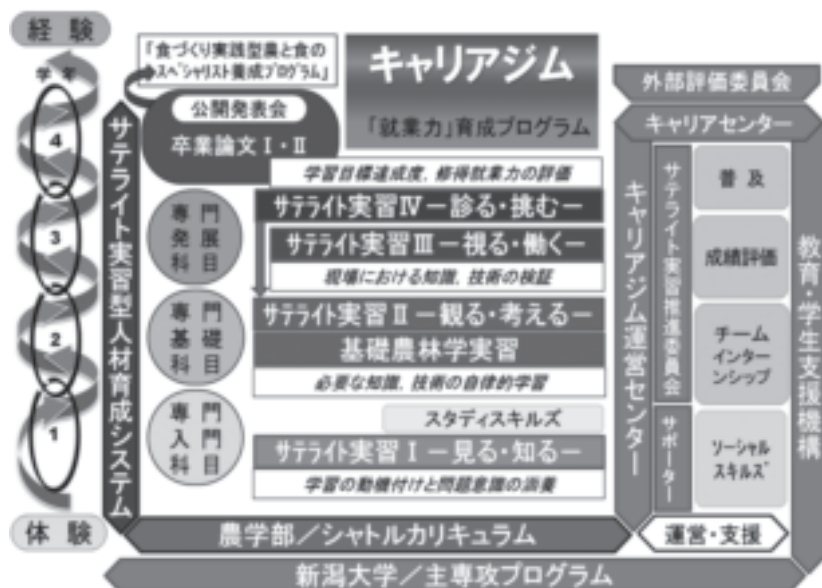 経験
学年
4
3
2
1
体験
サテライト実習型人材育成システム
「食づくり実践型農と食の
スペシャリスト養成プログラム」
公開発表会
卒業論文Ⅰ・Ⅱ
キャリアジム
「就業力」育成プログラム
学習目標達成度, 修得就業力の評価
専門
発展
科目
サテライト実習Ⅳ－診る・挑む－
サテライト実習Ⅲ－視る・働く－
現場における知識, 技術の検証
専門
基礎
科目
サテライト実習Ⅱ－観る・考える－
基礎農林学実習
必要な知識, 技術の自律的学習
専門
入門
科目
スタディスキルズ
サテライト実習Ⅰ－見る・知る－
学習の動機付けと問題意識の涵養
農学部／シャトルカリキュラム
新潟大学／主専攻プログラム
外部評価委員会
キャリアセンター
キャリアジム運営センター
サテライト実習推進委員会
サポーター
普及
成績評価
チーム
インター
ンシップ
ソーシャル
スキルズ
教育・学生支援機構
運営・支援